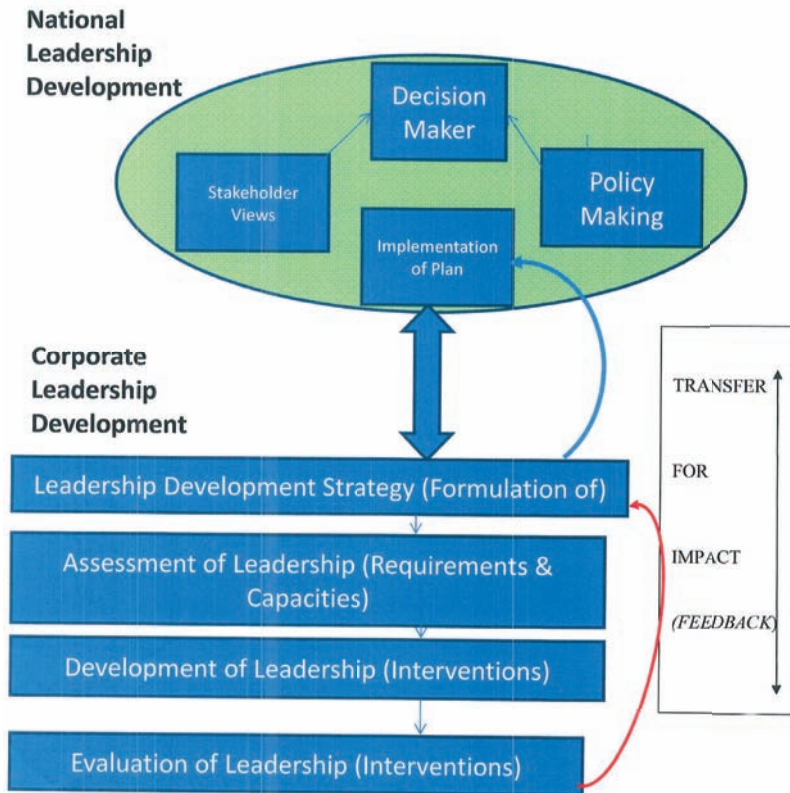 National
Leadership
Development
Decision
Maker
Stakeholder
Views
Policy
Making
Implementation
of Plan
Corporate
Leadership
Development
Leadership Development Strategy (Formulation of)
Assessment of Leadership (Requirements &
Capacities)
Development of Leadership (Interventions)
Evaluation of Leadership (Interventions)
TRANSFER
FOR
IMPACT
(FEEDBACK)